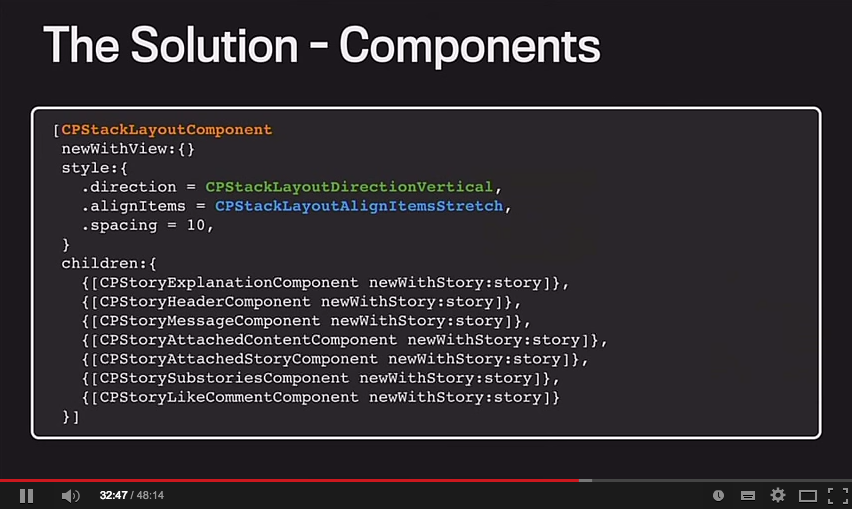 The Solution - Components
[CPStackLayoutComponent
newWithView:{}
style:{
.direction = CPStackLayoutDirectionVertical,
.alignItems = CPStackLayoutAlignItemsStretch,
.spacing = 10,
}
children:{
{[CPStoryExplanationComponent newWithStory:story]},
{[CPStoryHeaderComponent newWithStory:story]},
{[CPStoryMessageComponent newWithStory:story]},
{[CPStoryAttachedContentComponent newWithStory:story]},
{[CPStoryAttachedStoryComponent newWithStory:story]},
{[CPStorySubstoriesComponent newWithStory:story]},
{[CPStoryLikeCommentComponent newWithStory:story]}
}]
32:47 / 48:14